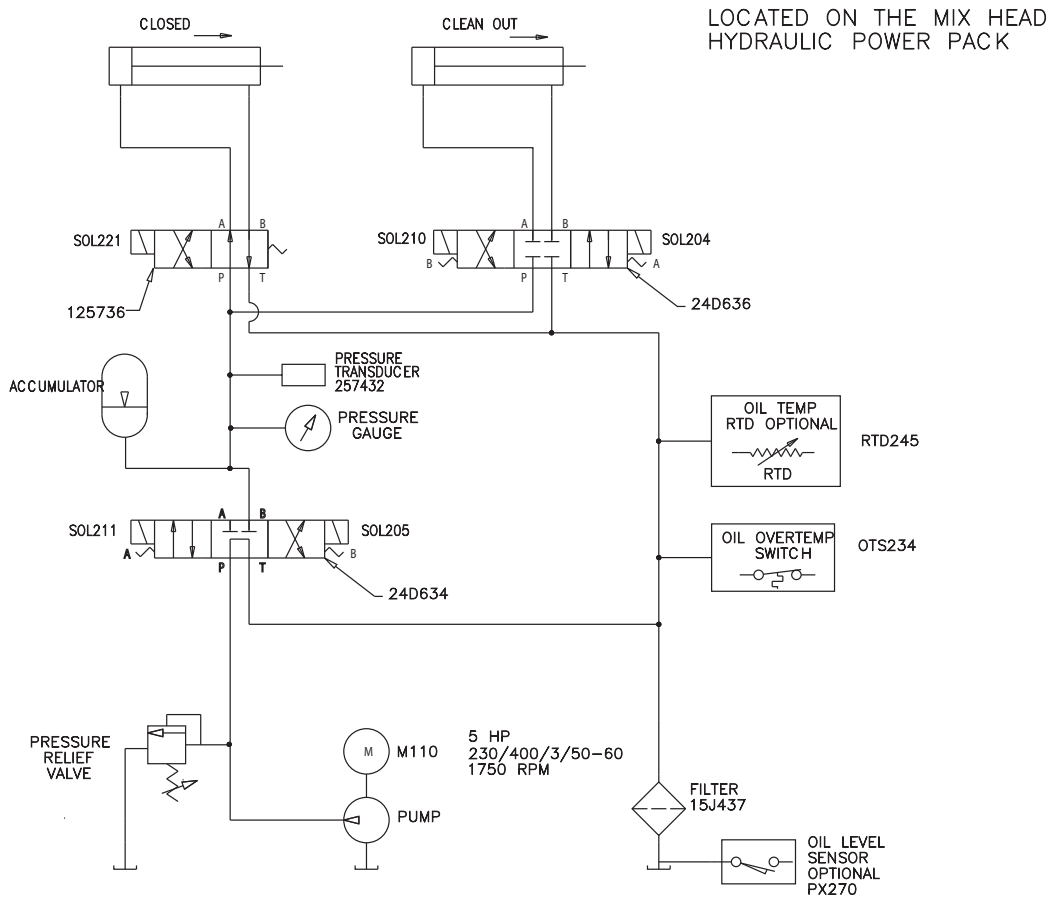 LOCATED ON THE MIX HEAD
HYDRAULIC POWER PACK
CLOSED
CLEAN OUT
A B
SOL221
P T
125736
A B
SOL210
SOL204
B
A
P T
24D636
ACCUMULATOR
PRESSURE
TRANSDUCER
257432
PRESSURE
GAUGE
OIL TEMP
RTD OPTIONAL
RTD
RTD245
A B
SOL211
SOL205
A
B
P T
24D634
OIL OVERTEMP
SWITCH
OTS234
PRESSURE
RELIEF
VALVE
M
M110
5 HP
230/400/3/50-60
1750 RPM
PUMP
FILTER
15J437
OIL LEVEL
SENSOR
OPTIONAL
PX270